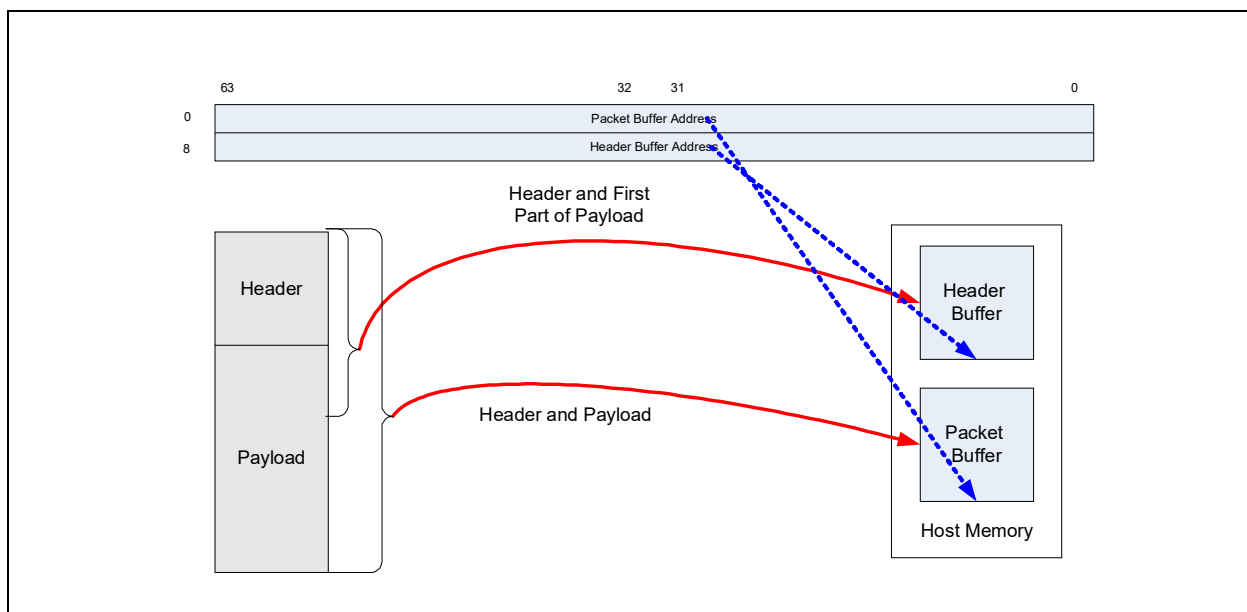 63 32 31 0
0 Packet Buffer Address
8 Header Buffer Address
Header and First
Part of Payload
Header
Header
Buffer
Header and Payload
Payload
Packet
Buffer
Host Memory